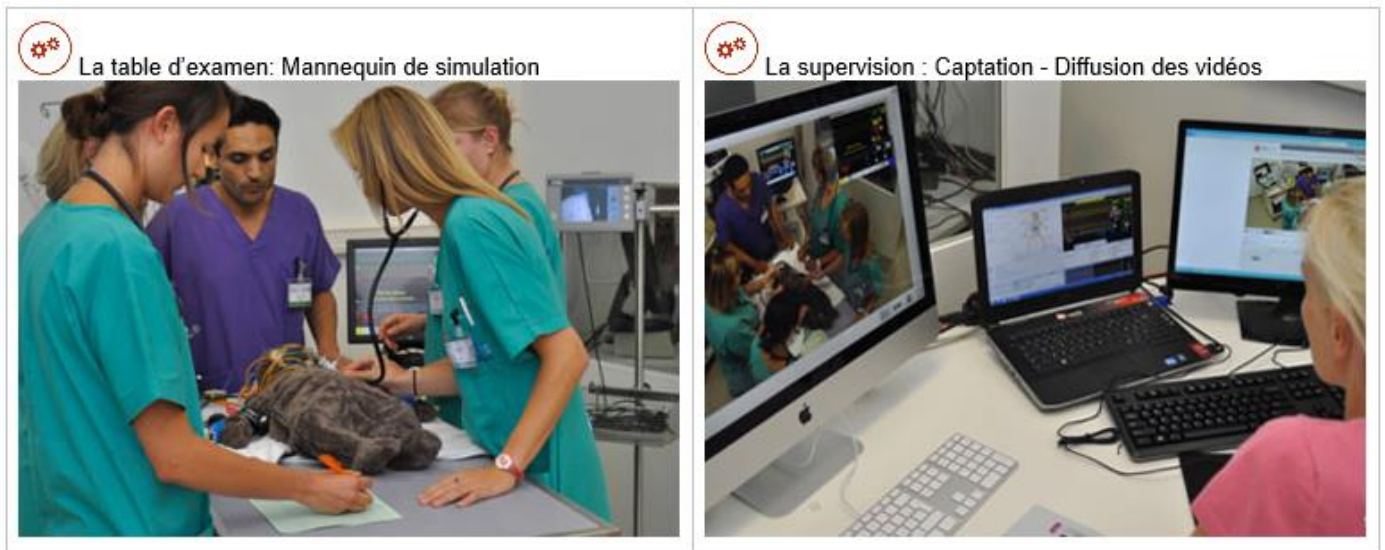 La table d'examen: Mannequin de simulation
La supervision : Captation - Diffusion des vidéos